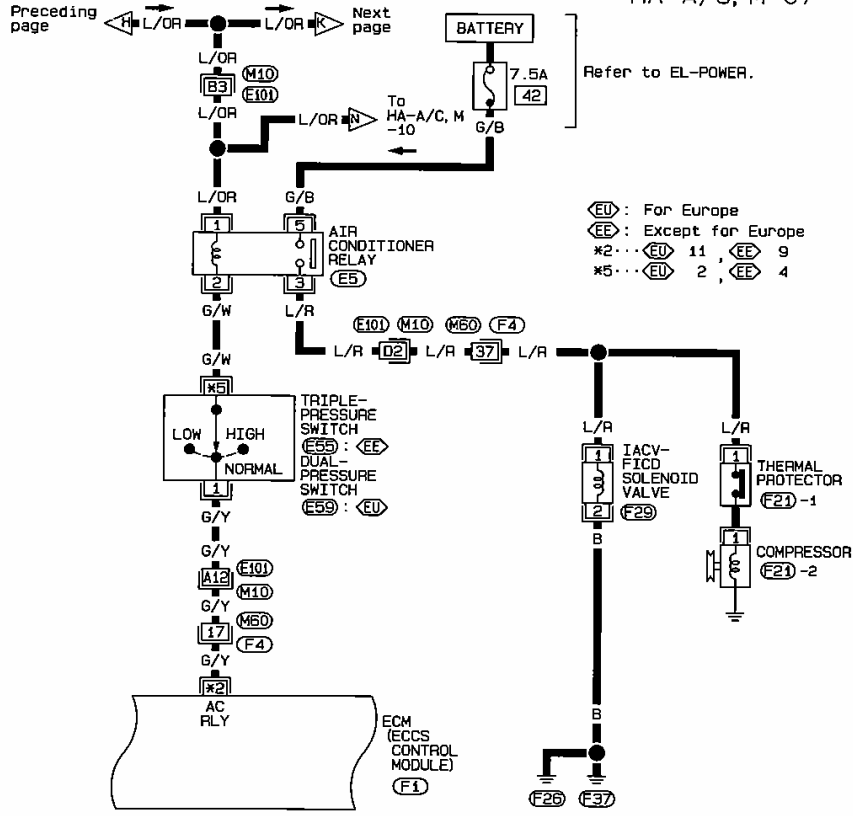 Preceding
page
H
L/OR
L/OR
K
Next
page
BATTERY
L/OR
B3
M10
E101
L/OR
7.5A
42
Refer to EL-POWER.
G/B
L/OR
N
To
HA-A/C, M
-10
L/OR
G/B
1
5
AIR
CONDITIONER
RELAY
E5
2
3
G/W
L/R
EU : For Europe
EE : Except for Europe
*2···EU 11 , EE 9
*5···EU 2 , EE 4
E101 M10 M60 F4
L/R
D2
L/R
37
L/R
G/W
*5
LOW
HIGH
NORMAL
1
TRIPLE-
PRESSURE
SWITCH
E55 : EE
DUAL-
PRESSURE
SWITCH
E59 : EU
L/R
L/R
1
IACV-
FICD
SOLENOID
VALVE
F29
2
B
1
THERMAL
PROTECTOR
F21 -1
1
COMPRESSOR
F21 -2
G/Y
G/Y
A12
E101
M10
G/Y
17
M60
F4
G/Y
*2
AC
RLY
ECM
(ECCS
CONTROL
MODULE)
F1
B
F26
F37